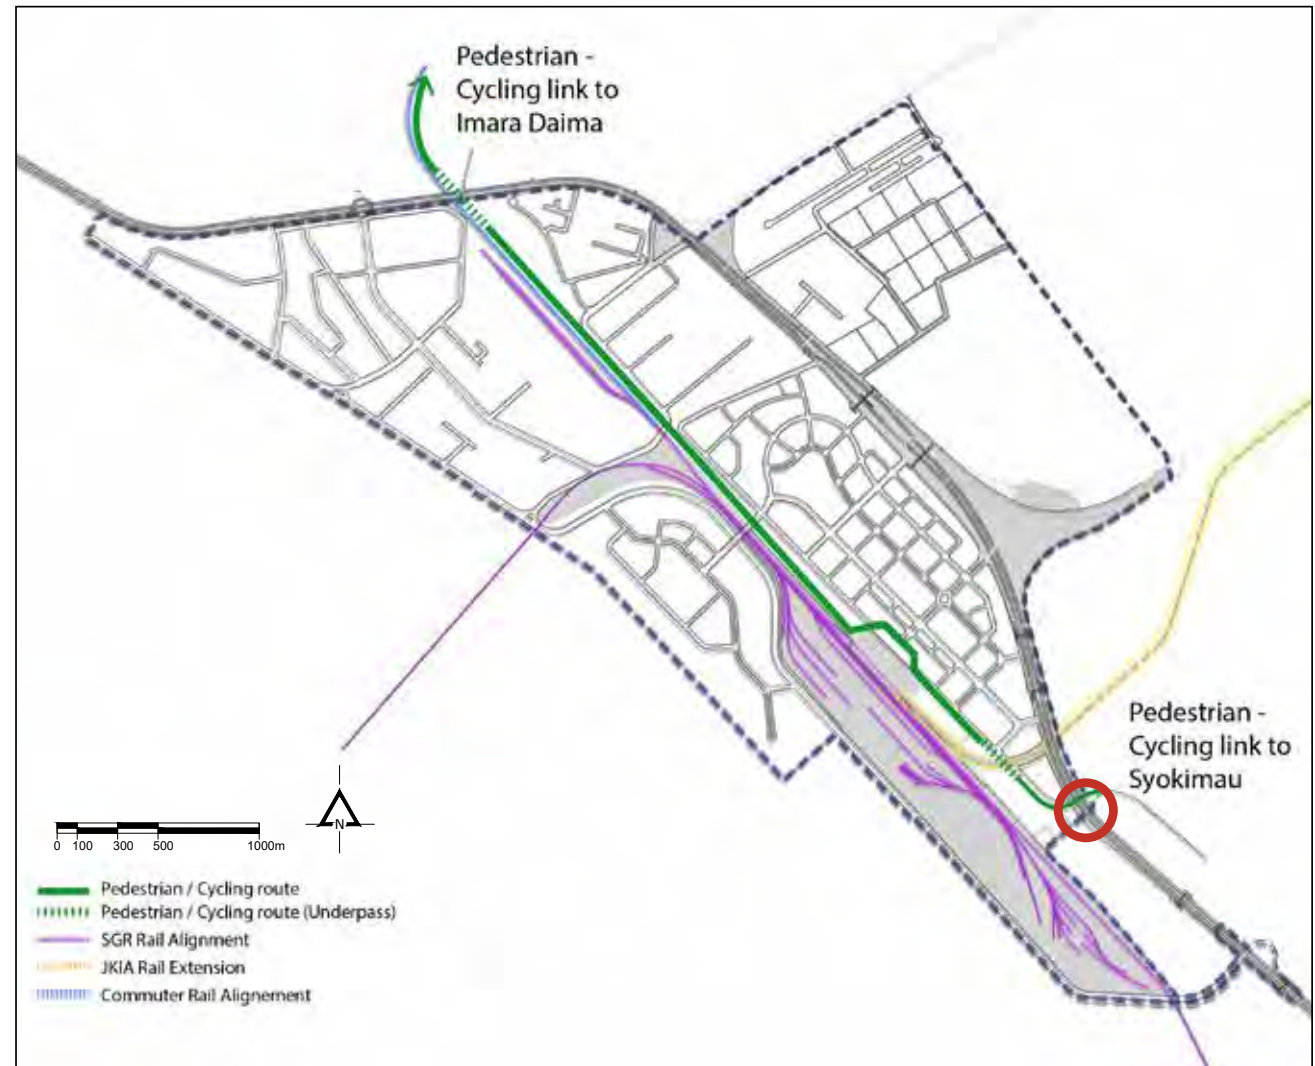 Pedestrian -
Cycling link to
Imara Daima
Pedestrian -
Cycling link to
Syokimau
N
0 100 300 500 1000m
Pedestrian / Cycling route
Pedestrian / Cycling route (Underpass)
SGR Rail Alignment
JKIA Rail Extension
Commuter Rail Alignement